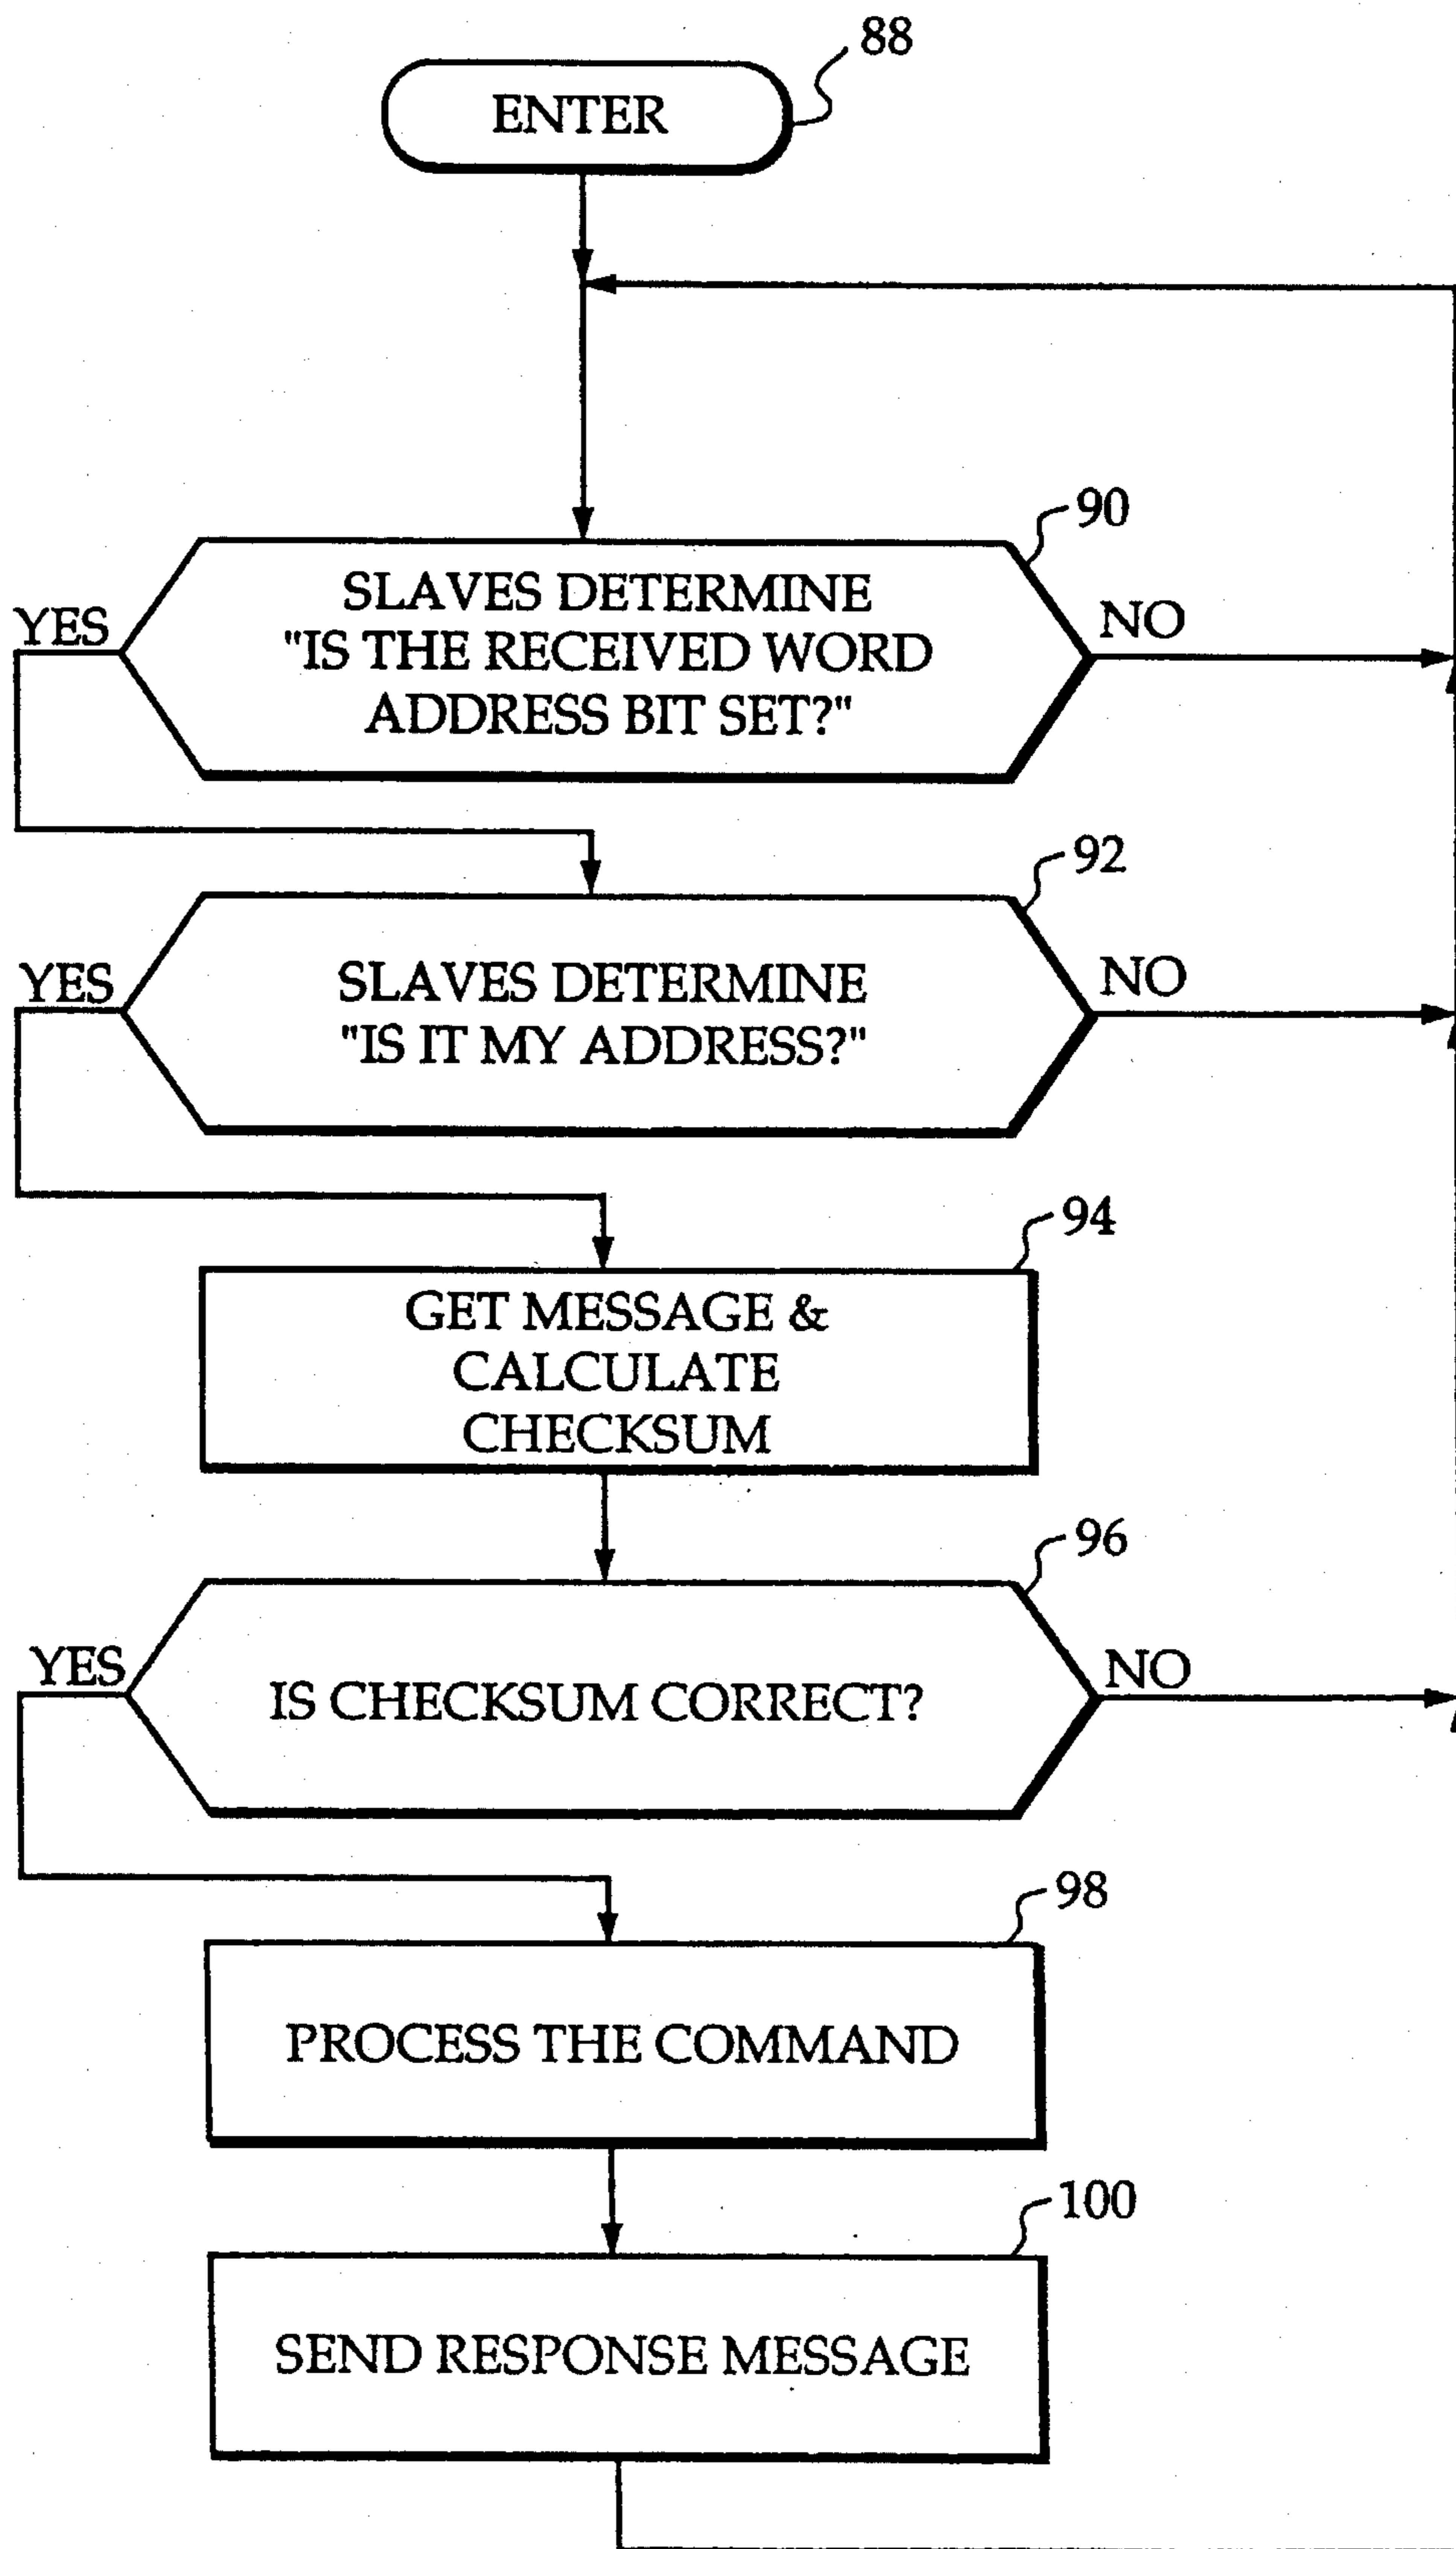 88
ENTER
90
SLAVES DETERMINE
"IS THE RECEIVED WORD
ADDRESS BIT SET?"
YES
NO
92
SLAVES DETERMINE
"IS IT MY ADDRESS?"
YES
NO
94
GET MESSAGE &
CALCULATE
CHECKSUM
96
IS CHECKSUM CORRECT?
YES
NO
98
PROCESS THE COMMAND
100
SEND RESPONSE MESSAGE